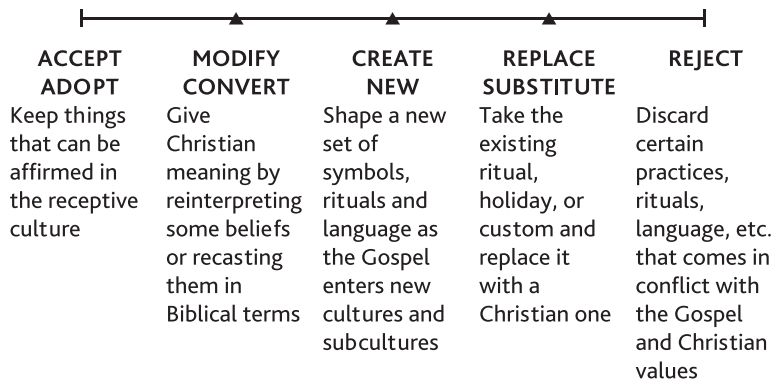 ACCEPT
ADOPT
Keep things
that can be
affirmed in
the receptive
culture
MODIFY
CONVERT
Give
Christian
meaning by
reinterpreting
some beliefs
or recasting
them in
Biblical terms
CREATE
NEW
Shape a new
set of
symbols,
rituals and
language as
the Gospel
enters new
cultures and
subcultures
REPLACE
SUBSTITUTE
Take the
existing
ritual,
holiday, or
custom and
replace it
with a
Christian one
REJECT
Discard
certain
practices,
rituals,
language, etc.
that comes in
conflict with
the Gospel
and Christian
values